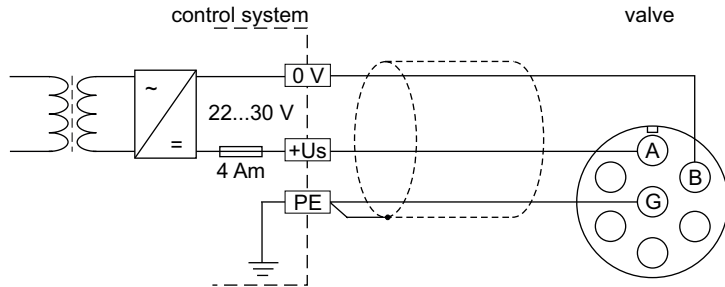 control system
valve
0 V
~
22...30 V
=
+Us
4 Am
A
B
PE
G